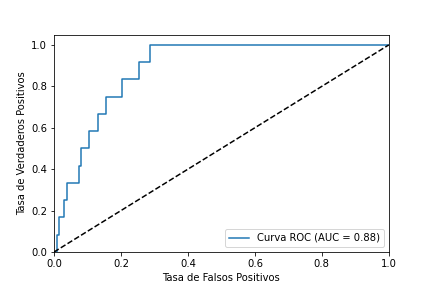 1.0
0.8
0.6
0.4
0.2
0.0
Tasa de Verdaderos Positivos
Curva ROC (AUC = 0.88)
0.0 0.2 0.4 0.6 0.8 1.0
Tasa de Falsos Positivos